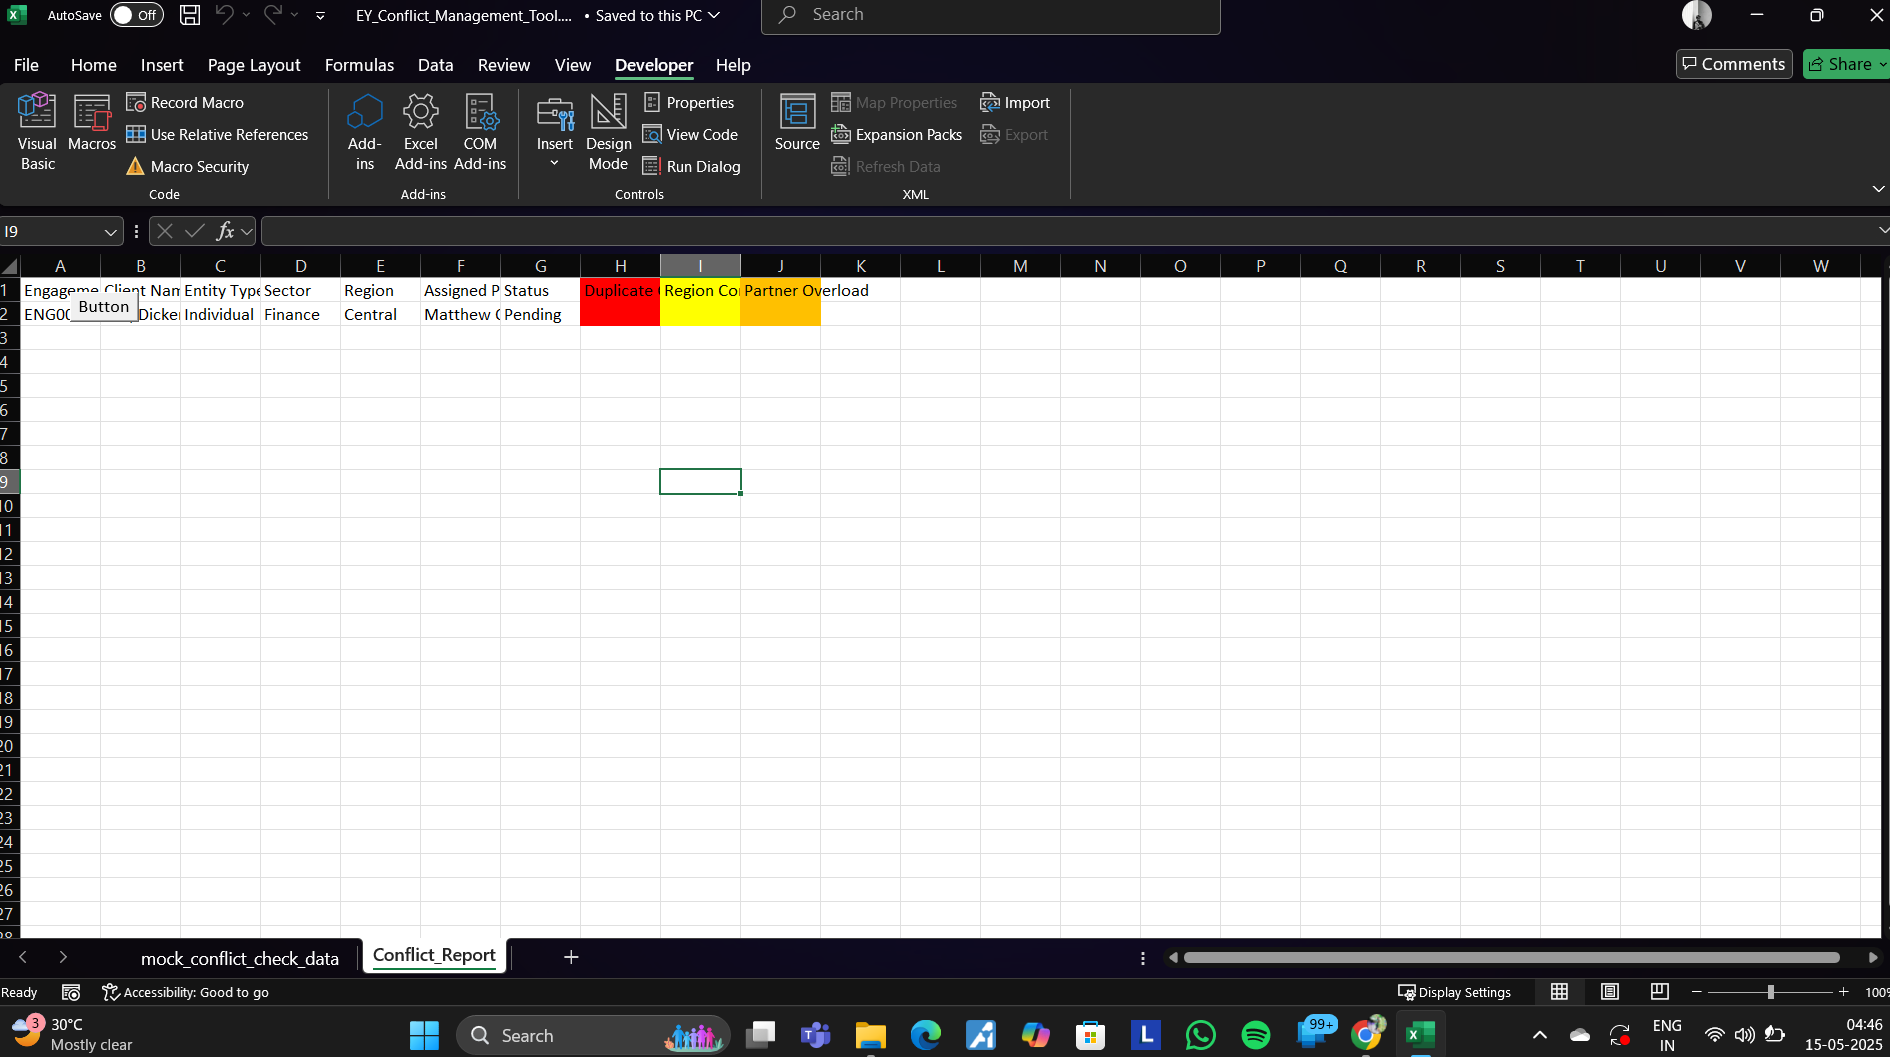 AutoSave Off EY_Conflict_Management_Tool.... • Saved to this PC Search
File Home Insert Page Layout Formulas Data Review View Developer Help Comments Share
Visual Basic
Macros
Record Macro
Use Relative References
Macro Security
Code
Add-ins
Excel Add-ins
COM Add-ins
Add-ins
Insert
Design Mode
Properties
View Code
Run Dialog
Controls
Source
Map Properties
Expansion Packs
Refresh Data
Import
Export
XML
I9 fx
A B C D E F G H I J K L M N O P Q R S T U V W
1 Engageme Client Nam Entity Type Sector Region Assigned P Status Duplicate Region Co Partner Overload
Button
2 ENG00 Dicke Individual Finance Central Matthew Pending
3
4
5
6
7
8
9
10
11
12
13
14
15
16
17
18
19
20
21
22
23
24
25
26
27
28
mock_conflict_check_data Conflict_Report +
Ready Accessibility: Good to go Display Settings 100%
3 30°C
Mostly clear
Search
99+
ENG
IN
04:46
15-05-2025